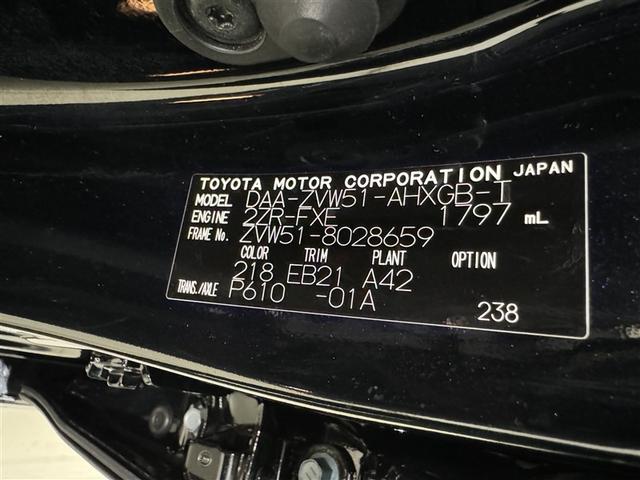 TOYOTA MOTOR CORPORATION JAPAN
MODEL DAA-ZVW51-AHXGB-I
ENGINE 2ZR-FXE 1797 mL
FRAME No. ZVW51-8028659
COLOR TRIM PLANT OPTION
218 EB21 A42
TRANS./AXLE P610 -01A
238